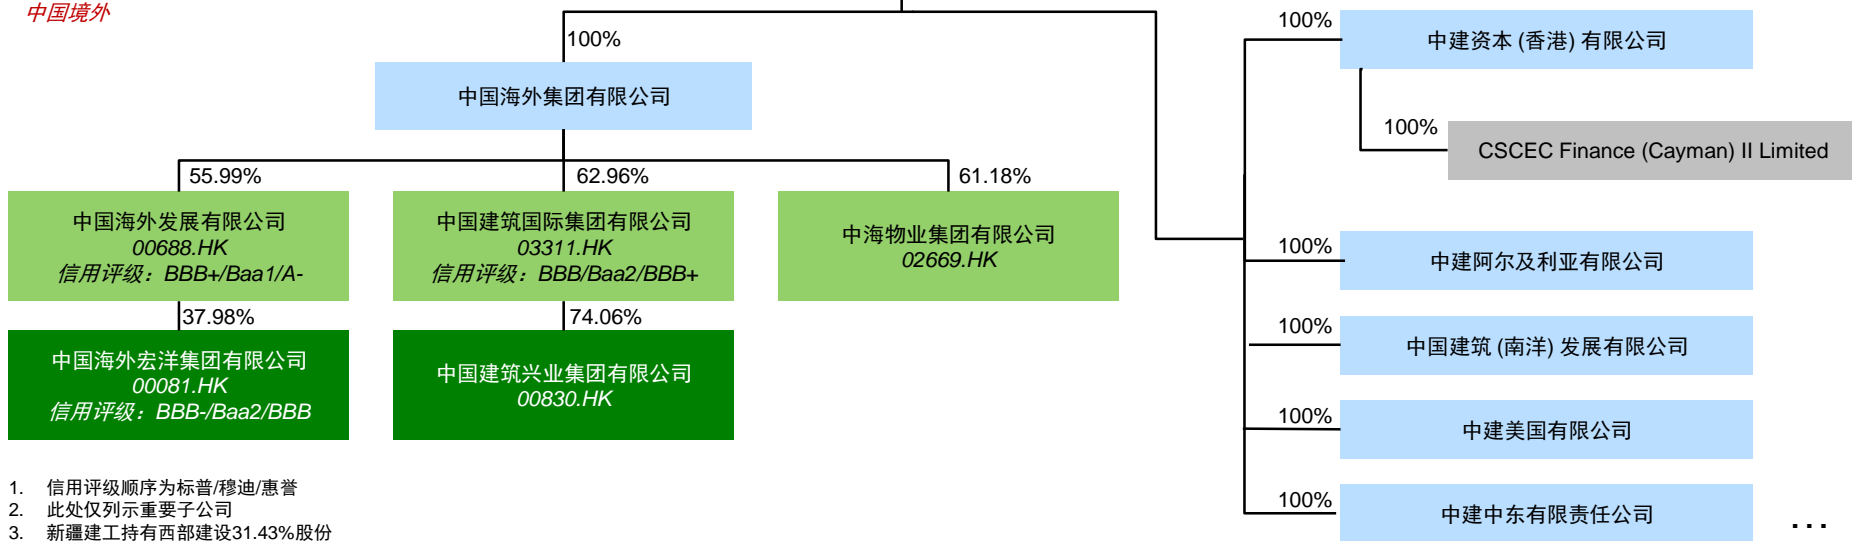 中国境外
100%
中国海外集团有限公司
55.99%
62.96%
61.18%
中国海外发展有限公司
00688.HK
信用评级：BBB+/Baa1/A-
中国建筑国际集团有限公司
03311.HK
信用评级：BBB/Baa2/BBB+
中海物业集团有限公司
02669.HK
37.98%
74.06%
中国海外宏洋集团有限公司
00081.HK
信用评级：BBB-/Baa2/BBB
中国建筑兴业集团有限公司
00830.HK
100%
中建资本 (香港) 有限公司
100%
CSCEC Finance (Cayman) II Limited
100%
中建阿尔及利亚有限公司
100%
中国建筑 (南洋) 发展有限公司
100%
中建美国有限公司
100%
中建中东有限责任公司
...
1. 信用评级顺序为标普/穆迪/惠誉
2. 此处仅列示重要子公司
3. 新疆建工持有西部建设31.43%股份